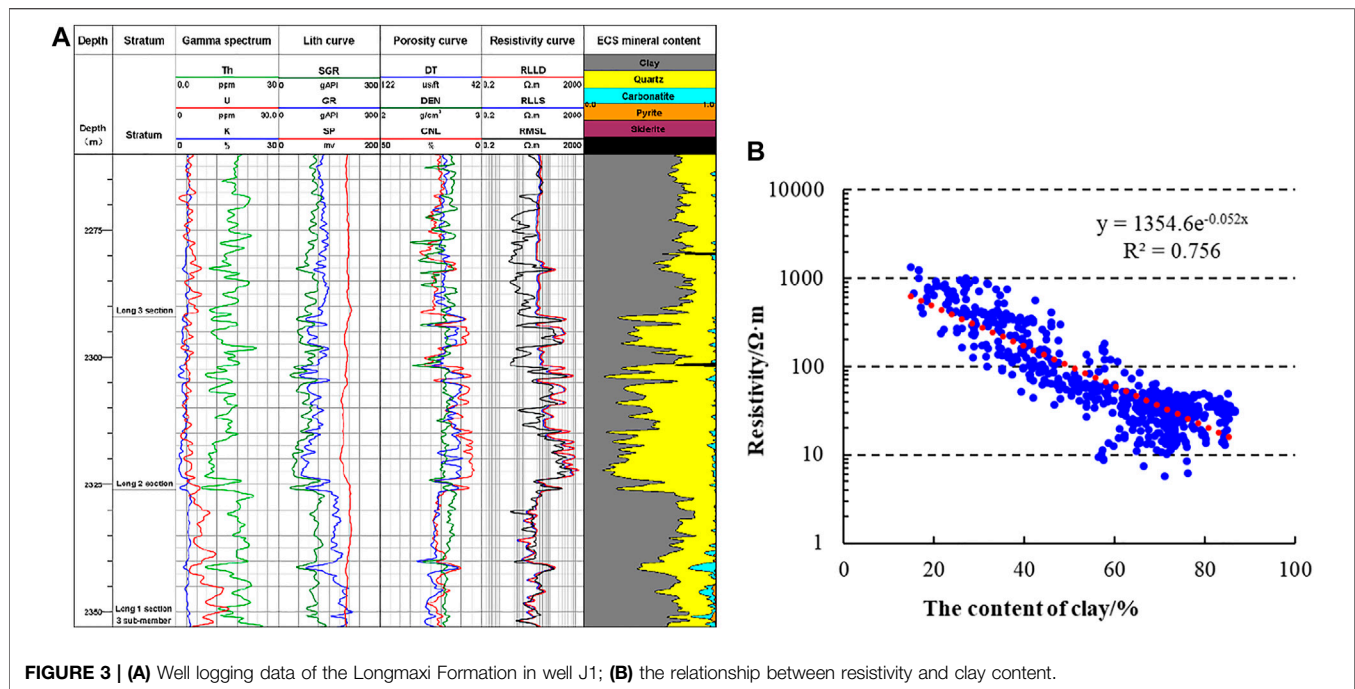 A
Depth Stratum Gamma spectrum Lith curve Porosity curve Resistivity curve ECS mineral content
Depth (m)
Stratum
Th
0.0 ppm 30
U
0 ppm 30.0
K
0 % 30
SGR
0 gAPI 300
GR
0 gAPI 300
SP
0 mv 200
DT
122 us/ft 42
DEN
2 g/cm³ 3
CNL
50 % 0
RLLD
0.2 Ω.m 2000
RLLS
0.2 Ω.m 2000
RMSL
0.2 Ω.m 2000
Clay
Quartz
Carbonatite
0.0 1.0
Pyrite
Siderite
2275
Long 3 section
2300
2325
Long 2 section
2350
Long 1 section
3 sub-member
B
10000
1000
100
10
1
y = 1354.6e^-0.052x
R² = 0.756
Resistivity/Ω·m
0 20 40 60 80 100
The content of clay/%
FIGURE 3 | (A) Well logging data of the Longmaxi Formation in well J1; (B) the relationship between resistivity and clay content.